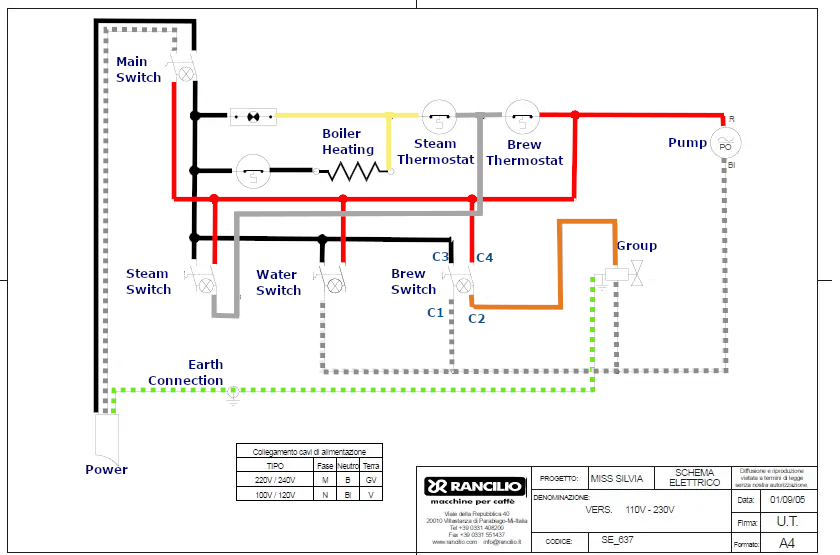 Main
Switch
Boiler
Heating
Steam
Thermostat
Brew
Thermostat
Pump
R
PO
Bl
Steam
Switch
Water
Switch
Brew
Switch
C3
C4
C1
C2
Group
Earth
Connection
Power
Collegamento cavi di alimentazione
TIPO Fase Neutro Terra
220V / 240V M B GV
100V / 120V N Bl V
RANCILIO
macchine per caffè
Viale della Repubblica 40
20010 Villastanza di Parabiago-Mi-Italia
Tel +39 0331 408200
Fax +39 0331 551437
www.rancilio.com info@rancilio.it
PROGETTO: MISS SILVIA
SCHEMA
ELETTRICO
Diffusione e riproduzione
vietata a termini di legge
senza nostra autorizzazione.
DENOMINAZIONE:
VERS. 110V - 230V
Data: 01/09/05
Firma: U.T.
CODICE: SE_637
Formato: A4